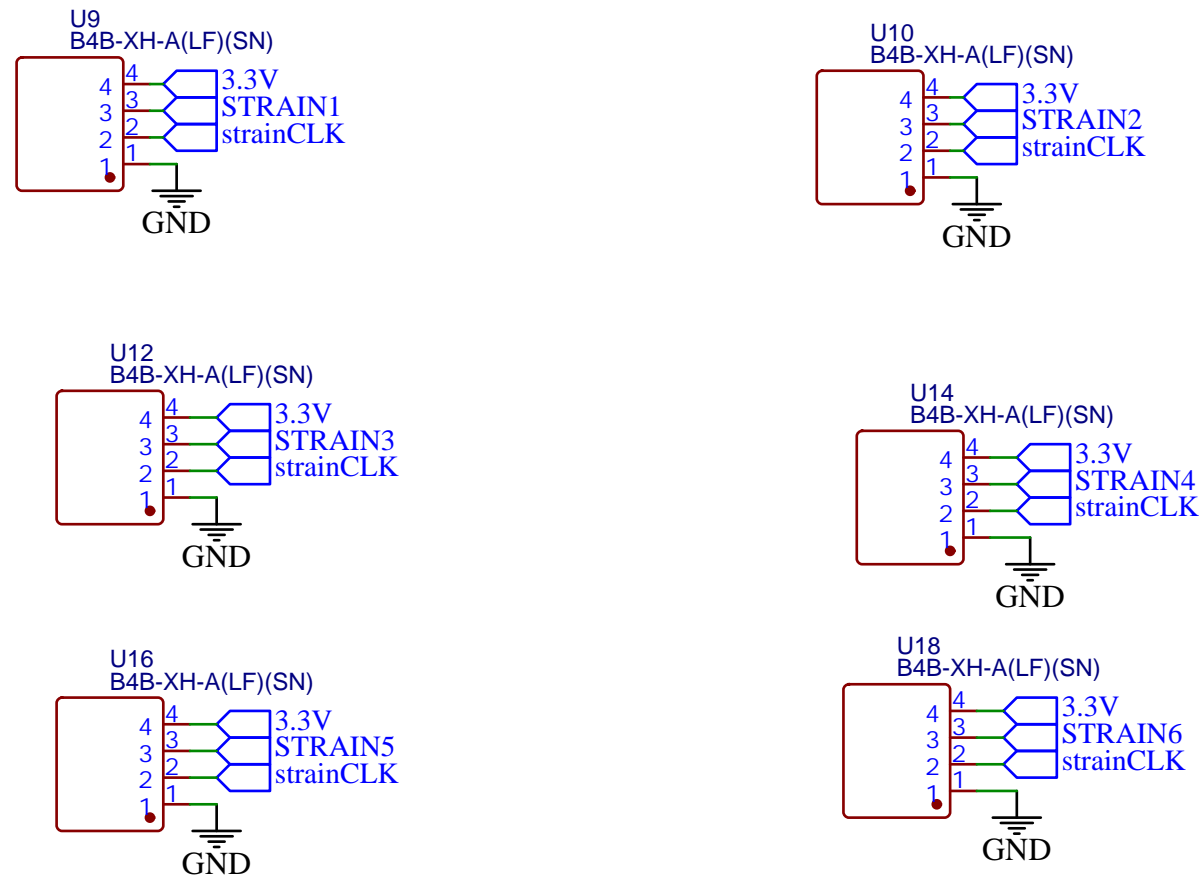 U9
B4B-XH-A(LF)(SN)
4 4 3.3V
3 3 STRAIN1
2 2 strainCLK
1 1
GND
U10
B4B-XH-A(LF)(SN)
4 4 3.3V
3 3 STRAIN2
2 2 strainCLK
1 1
GND
U12
B4B-XH-A(LF)(SN)
4 4 3.3V
3 3 STRAIN3
2 2 strainCLK
1 1
GND
U14
B4B-XH-A(LF)(SN)
4 4 3.3V
3 3 STRAIN4
2 2 strainCLK
1 1
GND
U16
B4B-XH-A(LF)(SN)
4 4 3.3V
3 3 STRAIN5
2 2 strainCLK
1 1
GND
U18
B4B-XH-A(LF)(SN)
4 4 3.3V
3 3 STRAIN6
2 2 strainCLK
1 1
GND